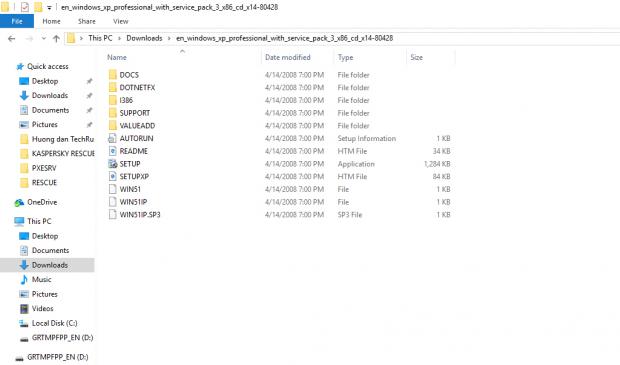 en_windows_xp_professional_with_service_pack_3_x86_cd_x14-80428
File Home Share View
This PC > Downloads > en_windows_xp_professional_with_service_pack_3_x86_cd_x14-80428
Name Date modified Type Size
Quick access
Desktop
Downloads
Documents
Pictures
Huong dan TechRu
KASPERSKY RESCUE
PXESRV
RESCUE
OneDrive
This PC
Desktop
Documents
Downloads
Music
Pictures
Videos
Local Disk (C:)
GRTMPFPP_EN (D:)
GRTMPFPP_EN (D:)
DOCS 4/14/2008 7:00 PM File folder
DOTNETFX 4/14/2008 7:00 PM File folder
I386 4/14/2008 7:00 PM File folder
SUPPORT 4/14/2008 7:00 PM File folder
VALUEADD 4/14/2008 7:00 PM File folder
AUTORUN 4/14/2008 7:00 PM Setup Information 1 KB
README 4/14/2008 7:00 PM HTM File 34 KB
SETUP 4/14/2008 7:00 PM Application 1,284 KB
SETUPXP 4/14/2008 7:00 PM HTM File 84 KB
WIN51 4/14/2008 7:00 PM File 1 KB
WIN51IP 4/14/2008 7:00 PM File 1 KB
WIN51IP.SP3 4/14/2008 7:00 PM SP3 File 1 KB